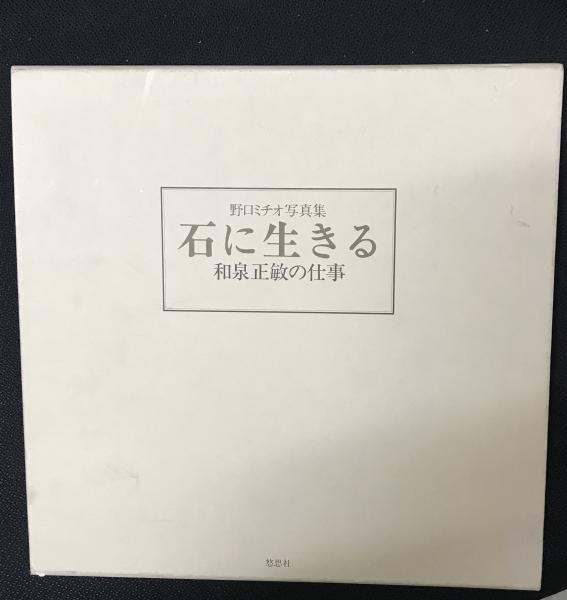 野口ミチオ写真集
石に生きる
和泉正敏の仕事
悠思社